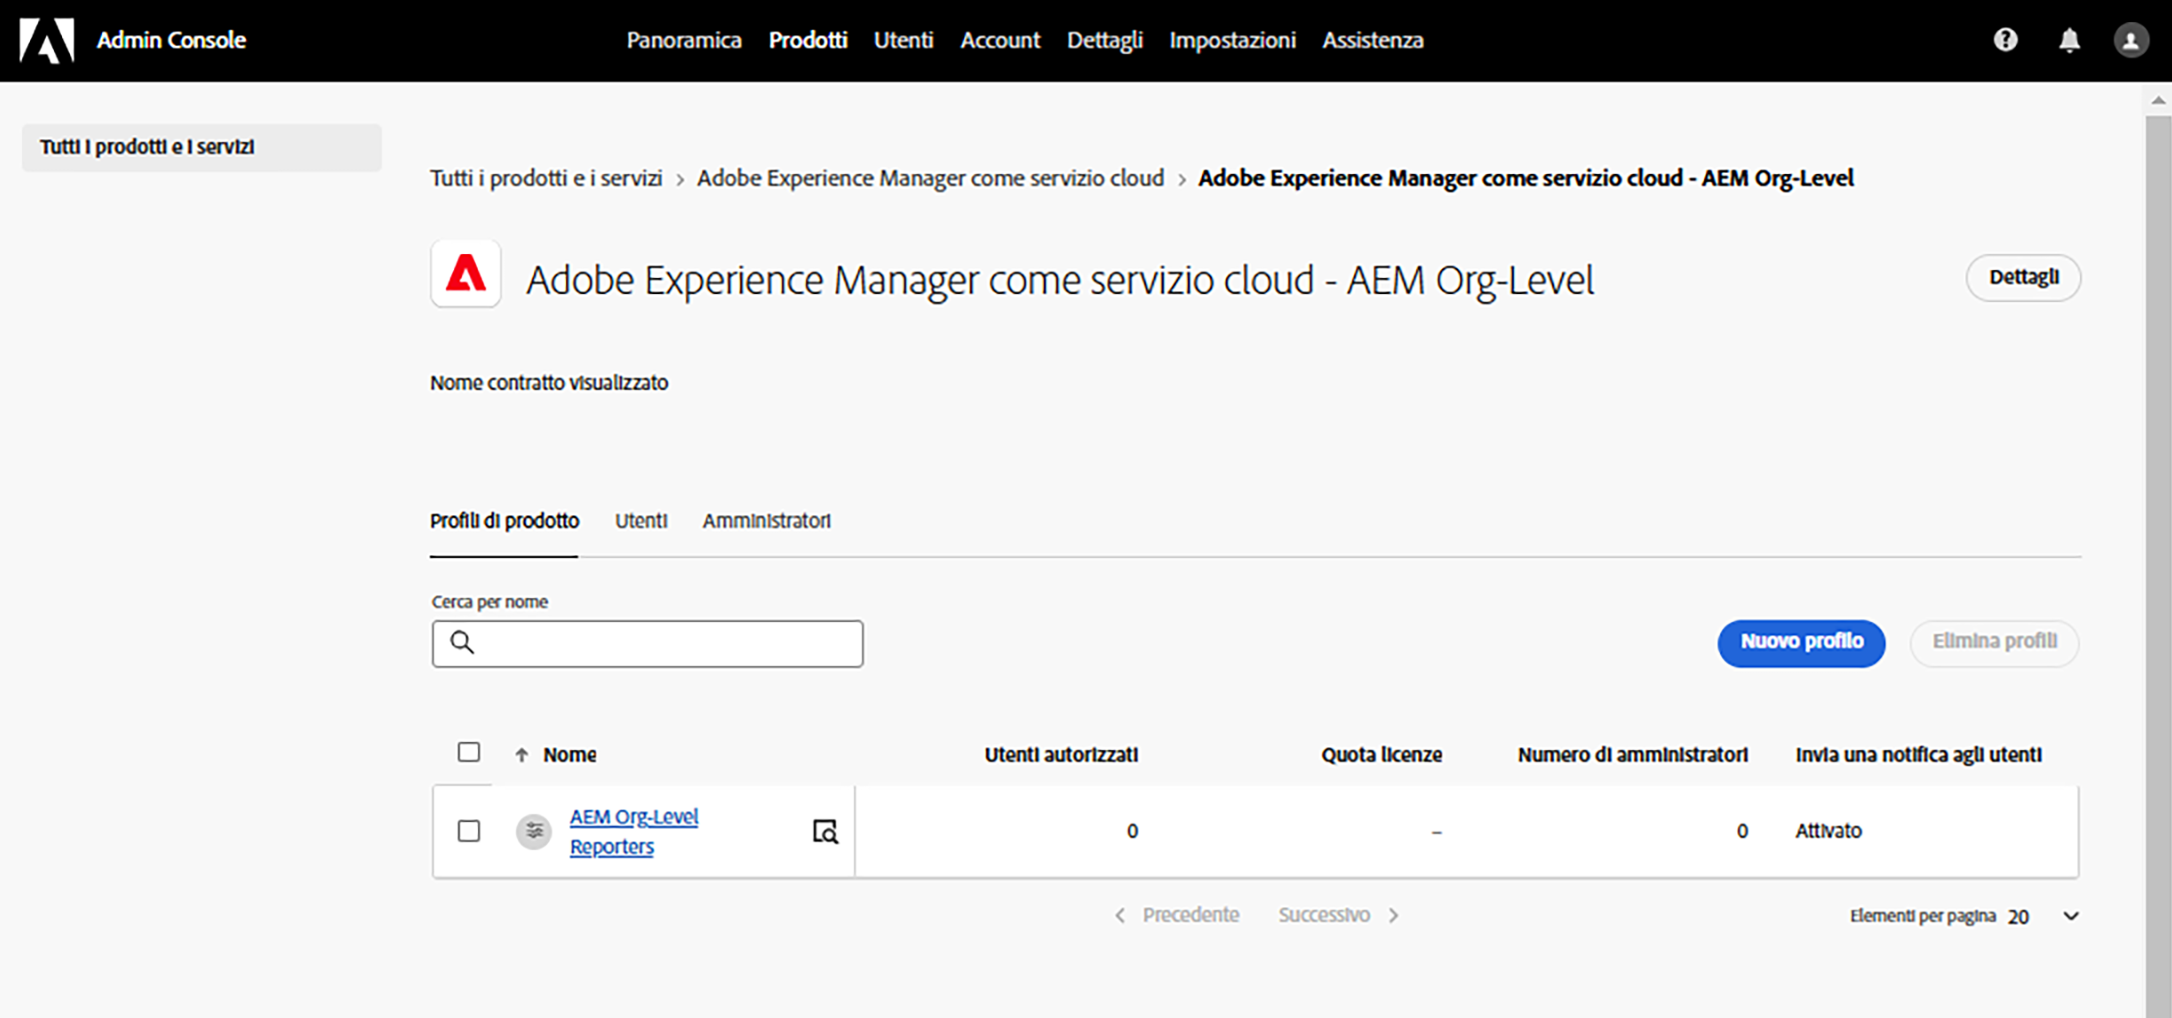 Admin Console
Panoramica Prodotti Utenti Account Dettagli Impostazioni Assistenza
Tutti i prodotti e i servizi
Tutti i prodotti e i servizi > Adobe Experience Manager come servizio cloud > Adobe Experience Manager come servizio cloud - AEM Org-Level
Adobe Experience Manager come servizio cloud - AEM Org-Level
Dettagli
Nome contratto visualizzato
Profili di prodotto Utenti Amministratori
Cerca per nome
Nuovo profilo Elimina profili
Nome Utenti autorizzati Quota licenze Numero di amministratori Invia una notifica agli utenti
AEM Org-Level
Reporters
0 – 0 Attivato
Precedente Successivo
Elementi per pagina 20